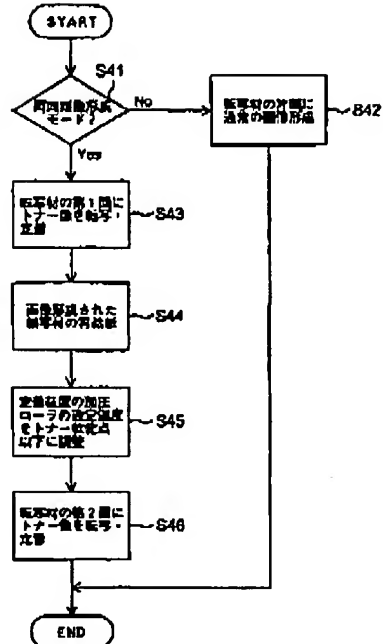 SYART
S41
両面画像形成
モード？
No
Yes
転写材の片面に
通常の画像形成
S42
転写材の第1面に
トナー像を転写・
定着
S43
画像形成された
転写材の再給紙
S44
定着装置の加圧
ローラの設定温度
をトナー軟化点
以下に調整
S45
転写材の第2面に
トナー像を転写・
定着
S46
END